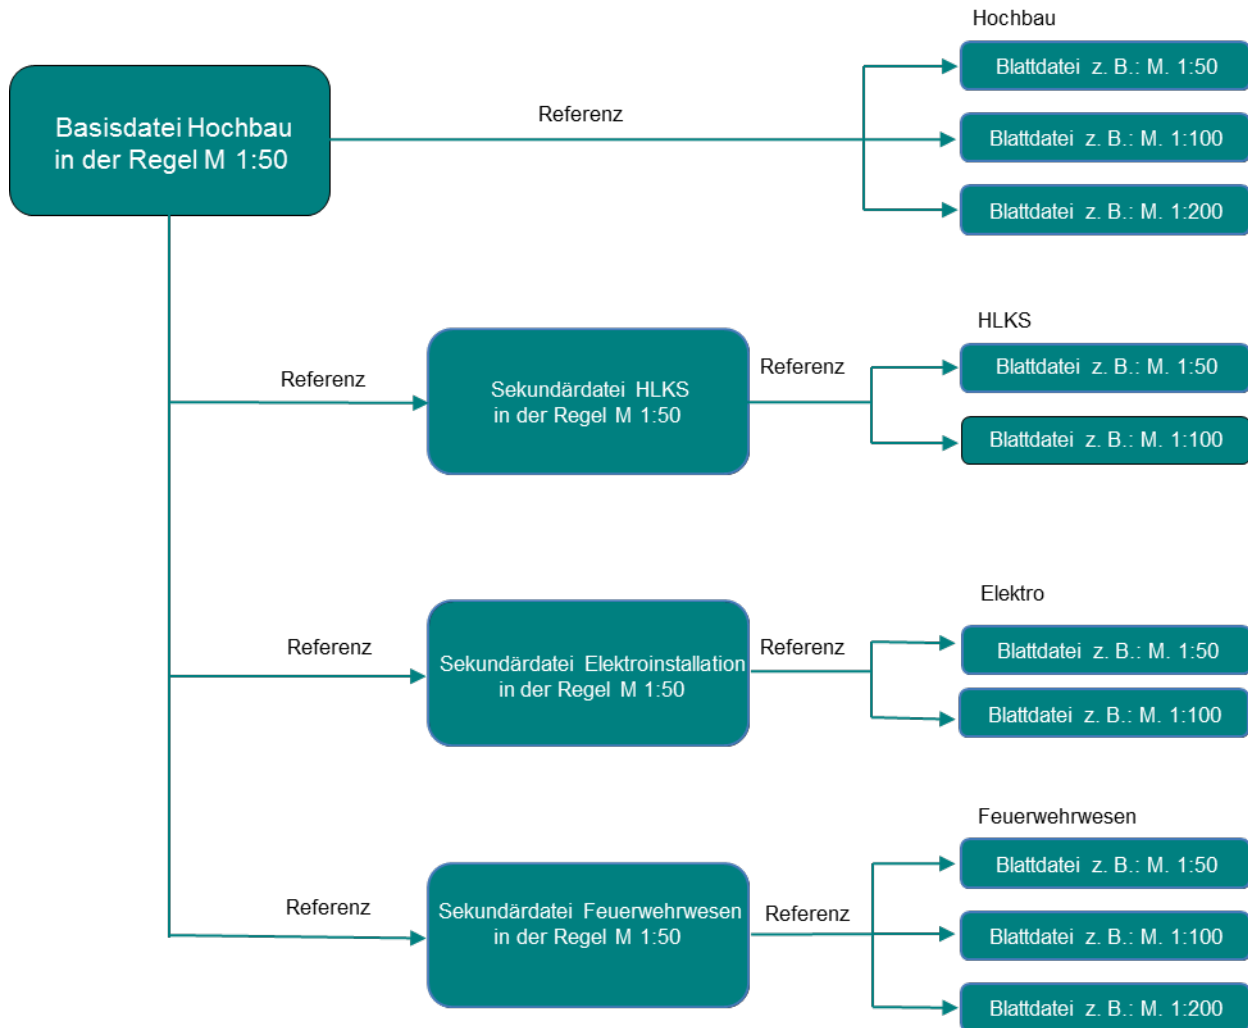 Hochbau
Basisdatei Hochbau
in der Regel M 1:50
Referenz
Blattdatei z. B.: M. 1:50
Blattdatei z. B.: M. 1:100
Blattdatei z. B.: M. 1:200
HLKS
Referenz
Sekundärdatei HLKS
in der Regel M 1:50
Referenz
Blattdatei z. B.: M. 1:50
Blattdatei z. B.: M. 1:100
Elektro
Referenz
Sekundärdatei Elektroinstallation
in der Regel M 1:50
Referenz
Blattdatei z. B.: M. 1:50
Blattdatei z. B.: M. 1:100
Feuerwehrwesen
Referenz
Sekundärdatei Feuerwehrwesen
in der Regel M 1:50
Referenz
Blattdatei z. B.: M. 1:50
Blattdatei z. B.: M. 1:100
Blattdatei z. B.: M. 1:200